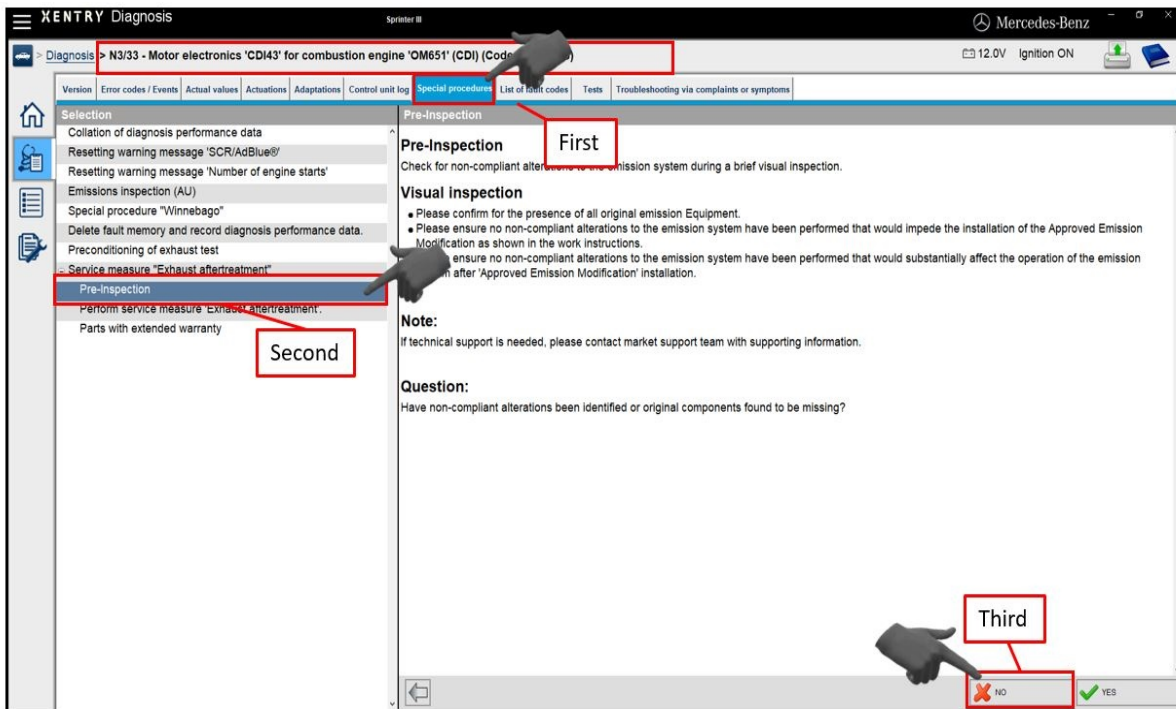 XENTRY Diagnosis
Sprinter III
Mercedes-Benz
> Diagnosis > N3/33 - Motor electronics 'CDI43' for combustion engine 'OM651' (CDI) (Co
12.0V Ignition ON
Version Error codes / Events Actual values Actuations Adaptations Control unit log Special procedures List of fault codes Tests Troubleshooting via complaints or symptoms
Selection
Collation of diagnosis performance data
Resetting warning message 'SCR/AdBlue®'
Resetting warning message 'Number of engine starts'
Emissions inspection (AU)
Special procedure "Winnebago"
Delete fault memory and record diagnosis performance data.
Preconditioning of exhaust test
- Service measure "Exhaust aftertreatment"
Pre-Inspection
Perform service measure 'Exhaust aftertreatment'.
Parts with extended warranty
First
Second
Third
Pre-Inspection
Pre-Inspection
Check for non-compliant alterations to the emission system during a brief visual inspection.
Visual inspection
• Please confirm for the presence of all original emission Equipment.
• Please ensure no non-compliant alterations to the emission system have been performed that would impede the installation of the Approved Emission
Modification as shown in the work instructions.
ensure no non-compliant alterations to the emission system have been performed that would substantially affect the operation of the emission
after 'Approved Emission Modification' installation.
Note:
If technical support is needed, please contact market support team with supporting information.
Question:
Have non-compliant alterations been identified or original components found to be missing?
NO
YES